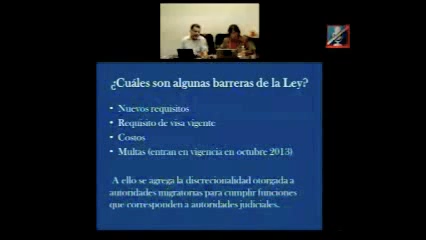 ¿Cuáles son algunas barreras de la Ley?
• Nuevos requisitos
• Requisito de visa vigente
• Costos
• Multas (entran en vigencia en octubre 2013)
A ello se agrega la discrecionalidad otorgada a
autoridades migratorias para cumplir funciones
que corresponden a autoridades judiciales.